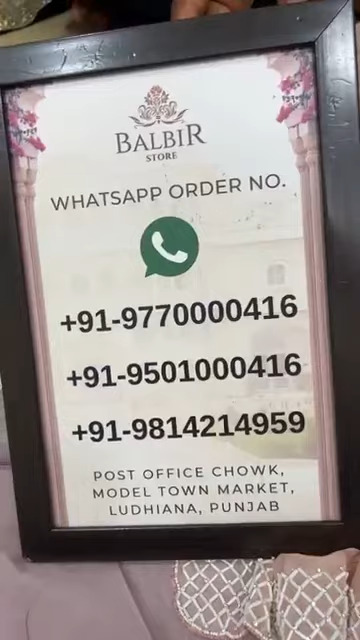 BALBIR
STORE
WHATSAPP ORDER NO.
+91-9770000416
+91-9501000416
+91-9814214959
POST OFFICE CHOWK,
MODEL TOWN MARKET,
LUDHIANA, PUNJAB